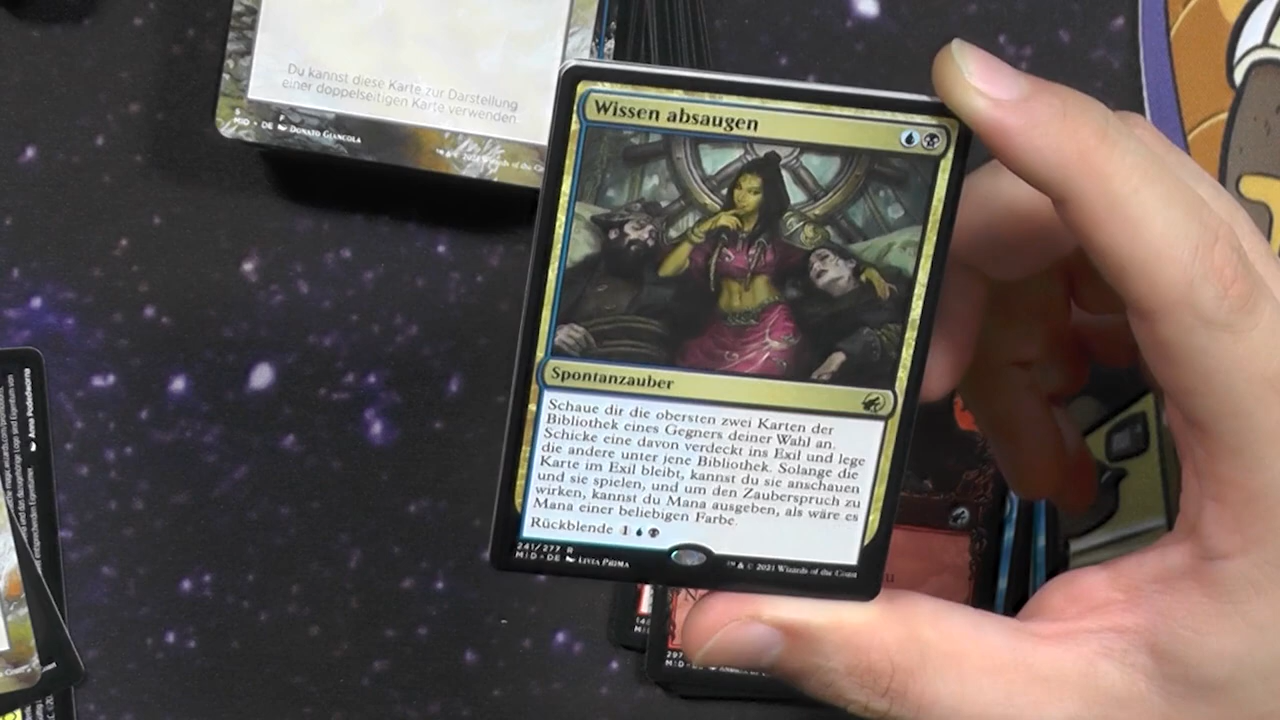 Du kannst diese Karte zur Darstellung
einer doppelseitigen Karte verwenden.
MID • DE DONATO GIANCOLA
Wissen absaugen
Spontanzauber
Schaue dir die obersten zwei Karten der
Bibliothek eines Gegners deiner Wahl an.
Schicke eine davon verdeckt ins Exil und lege
die andere unter jene Bibliothek. Solange die
Karte im Exil bleibt, kannst du sie anschauen
und sie spielen, und um den Zauberspruch zu
wirken, kannst du Mana ausgeben, als wäre es
Mana einer beliebigen Farbe.
Rückblende 1
241/277 R
MID • DE LIVIA PRIMA
™ & © 2021 Wizards of the Coast
Anna Podedworna
297